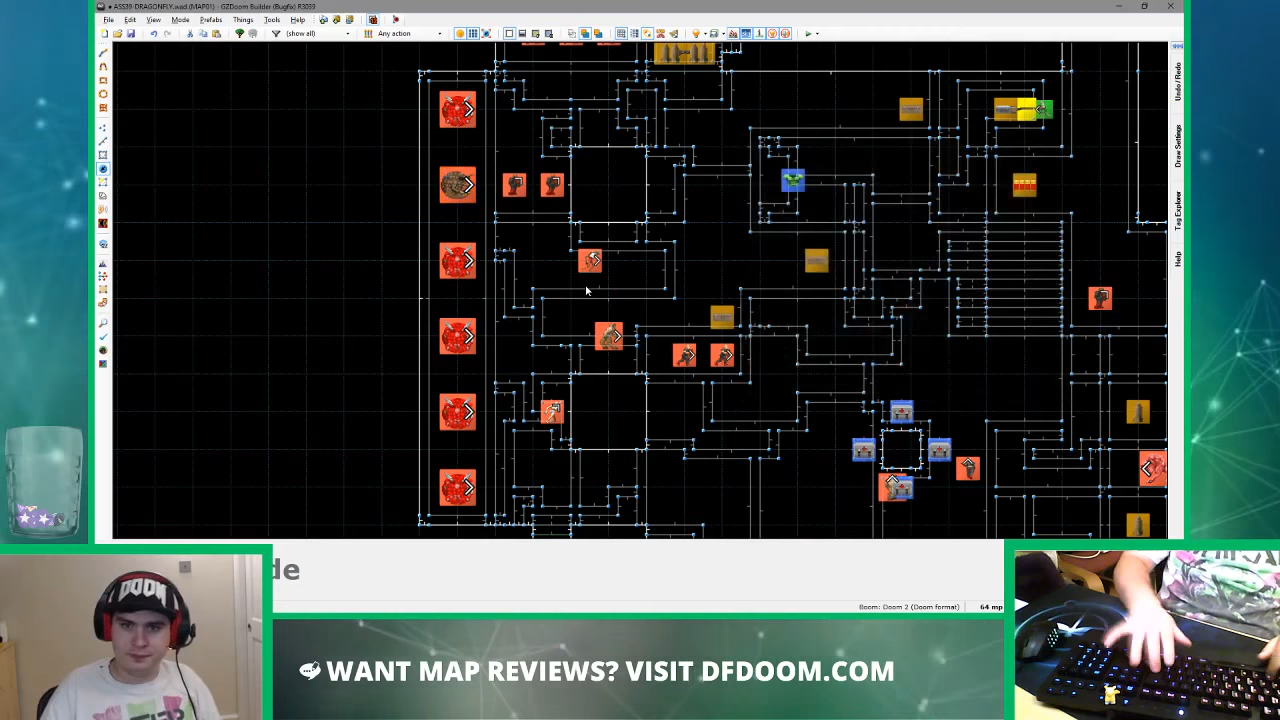 ASS39-DRAGONFLY.wad (MAP01) - GZDoom Builder (Bugfix) R3039
File Edit View Mode Prefabs Things Tools Help
(show all) Any action
Undo / Redo
Draw Settings
Tag Explorer
Help
de
Boom: Doom 2 (Doom format) 64 mp
DOOM
WANT MAP REVIEWS? VISIT DFDOOM.COM